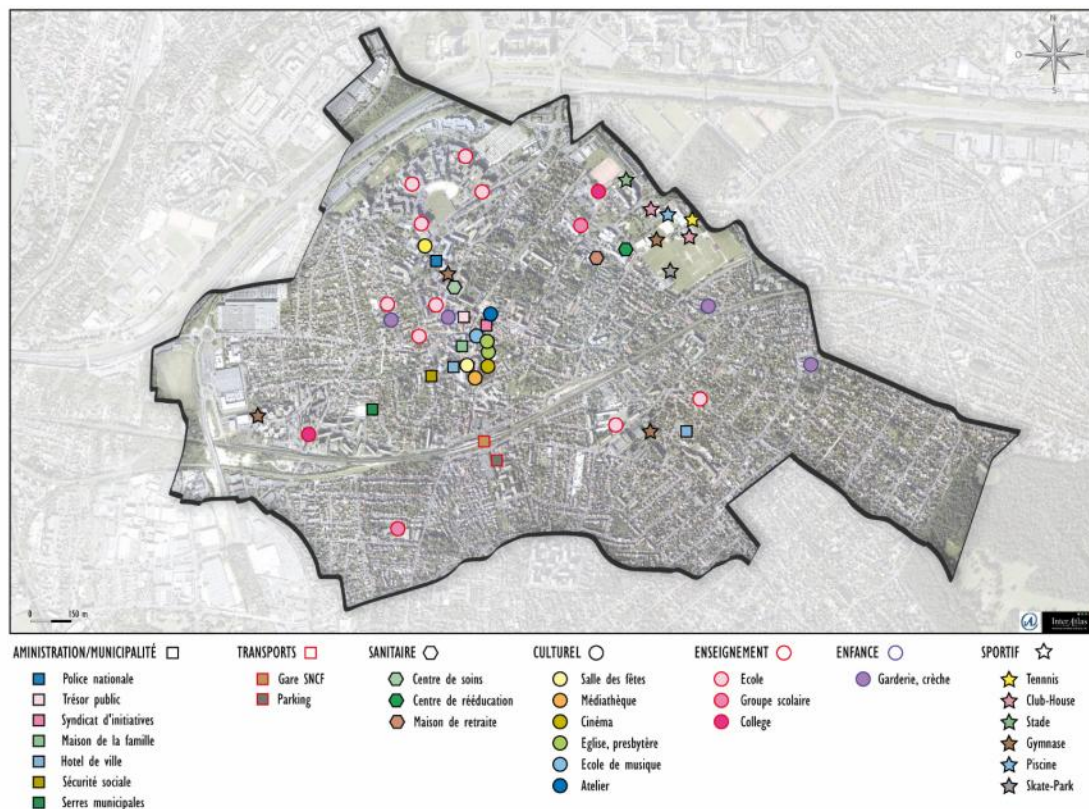 N
O
E
S
0 150 m
InterAtlas
AMINISTRATION/MUNICIPALITÉ
Police nationale
Trésor public
Syndicat d'initiatives
Maison de la famille
Hotel de ville
Sécurité sociale
Serres municipales
TRANSPORTS
Gare SNCF
Parking
SANITAIRE
Centre de soins
Centre de rééducation
Maison de retraite
CULTUREL
Salle des fêtes
Médiathèque
Cinéma
Eglise, presbytère
Ecole de musique
Atelier
ENSEIGNEMENT
Ecole
Groupe scolaire
College
ENFANCE
Garderie, crèche
SPORTIF
Tennnis
Club-House
Stade
Gymnase
Piscine
Skate-Park